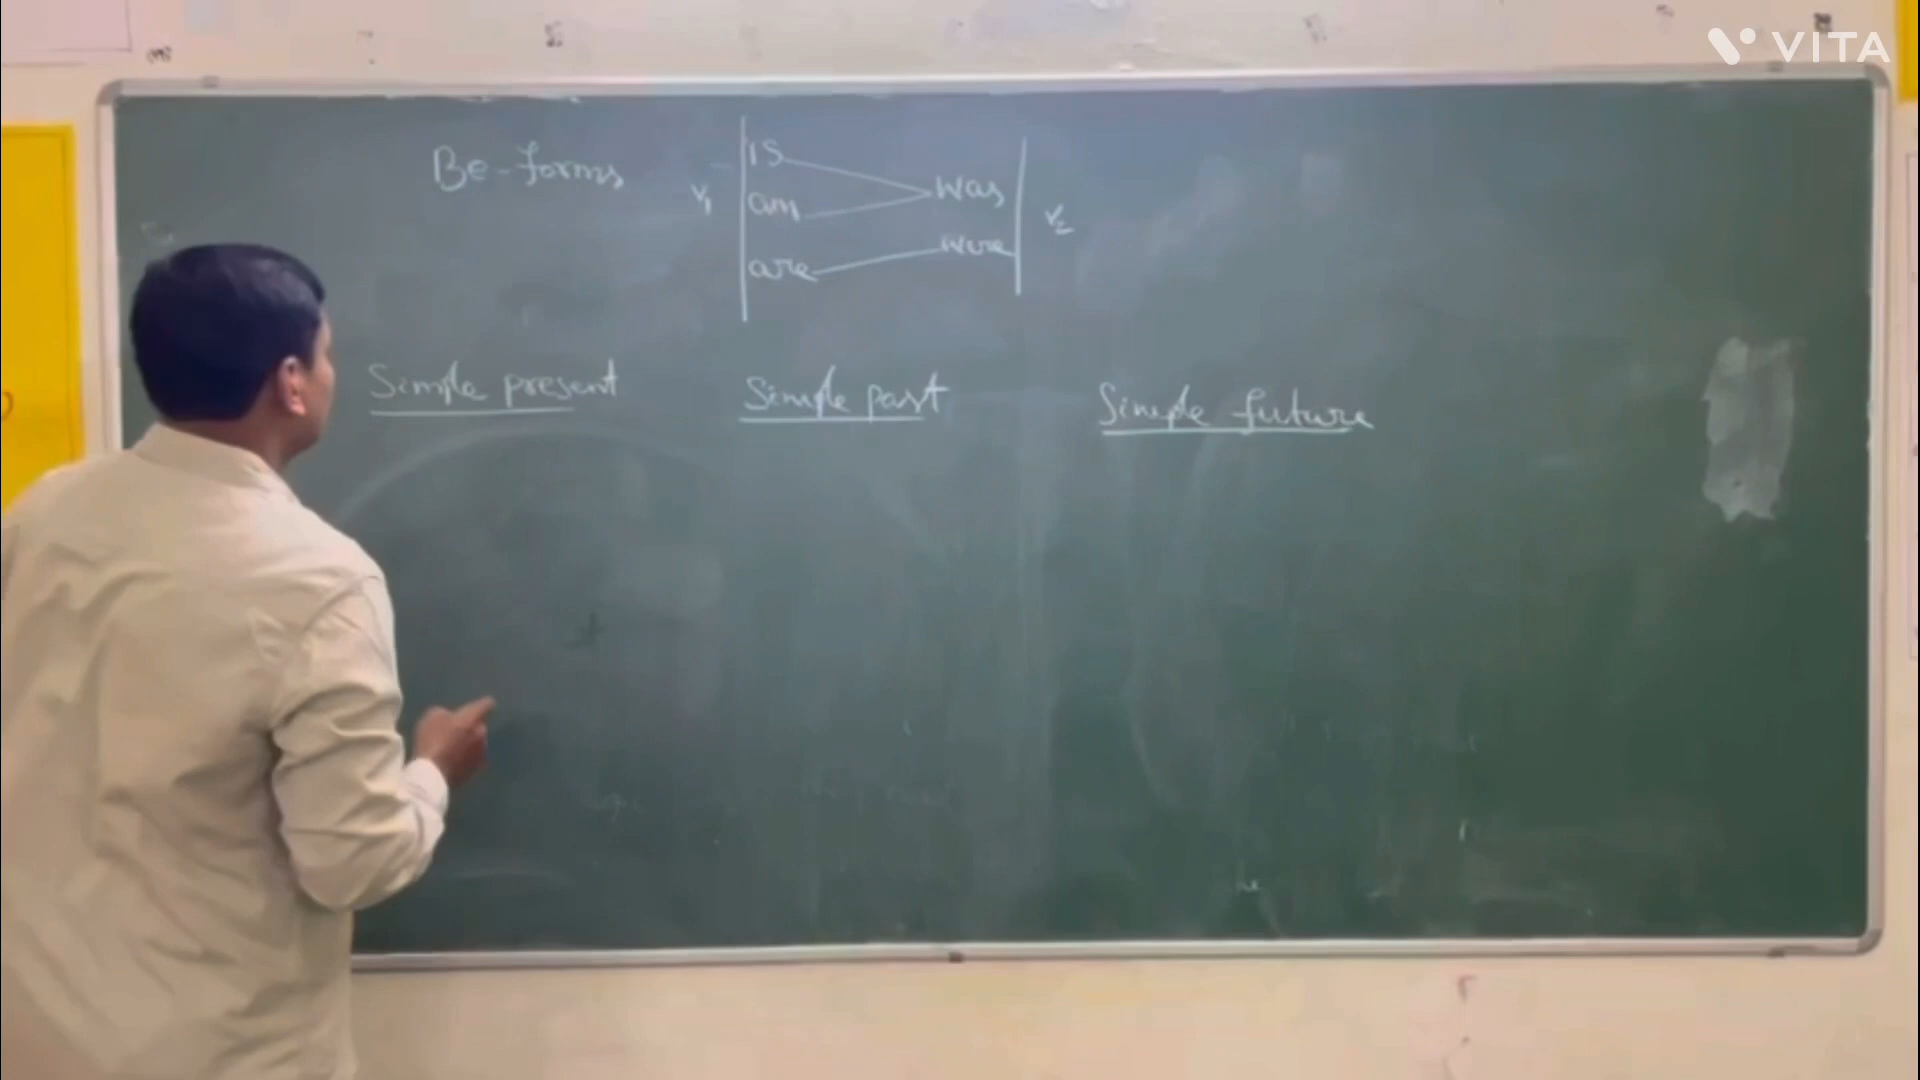 VITA
Be-forms
V₁
is
am
are
was
were
V₂
Simple present
Simple past
Simple future